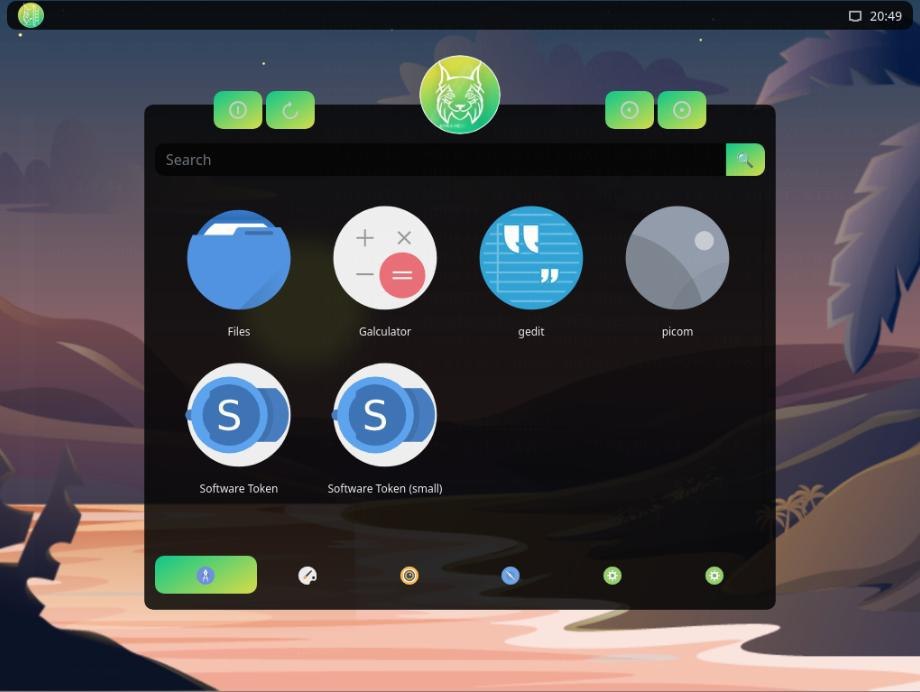 20:49
Search
Files
Galculator
gedit
picom
S
S
Software Token
Software Token (small)